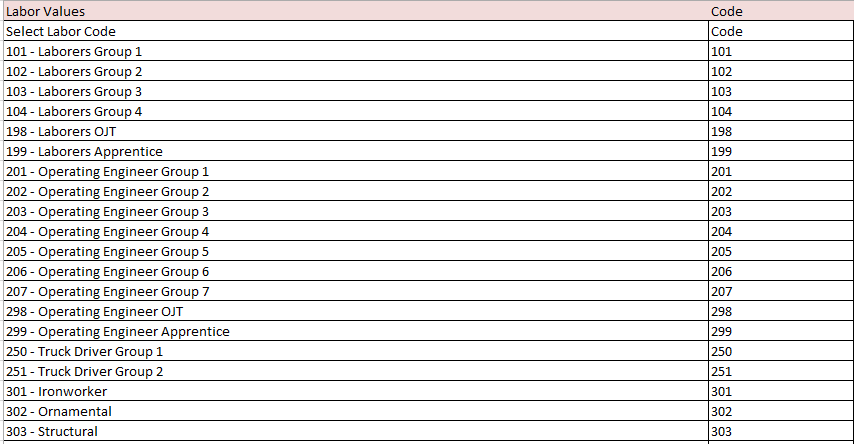 Labor Values Code
Select Labor Code Code
101 - Laborers Group 1 101
102 - Laborers Group 2 102
103 - Laborers Group 3 103
104 - Laborers Group 4 104
198 - Laborers OJT 198
199 - Laborers Apprentice 199
201 - Operating Engineer Group 1 201
202 - Operating Engineer Group 2 202
203 - Operating Engineer Group 3 203
204 - Operating Engineer Group 4 204
205 - Operating Engineer Group 5 205
206 - Operating Engineer Group 6 206
207 - Operating Engineer Group 7 207
298 - Operating Engineer OJT 298
299 - Operating Engineer Apprentice 299
250 - Truck Driver Group 1 250
251 - Truck Driver Group 2 251
301 - Ironworker 301
302 - Ornamental 302
303 - Structural 303